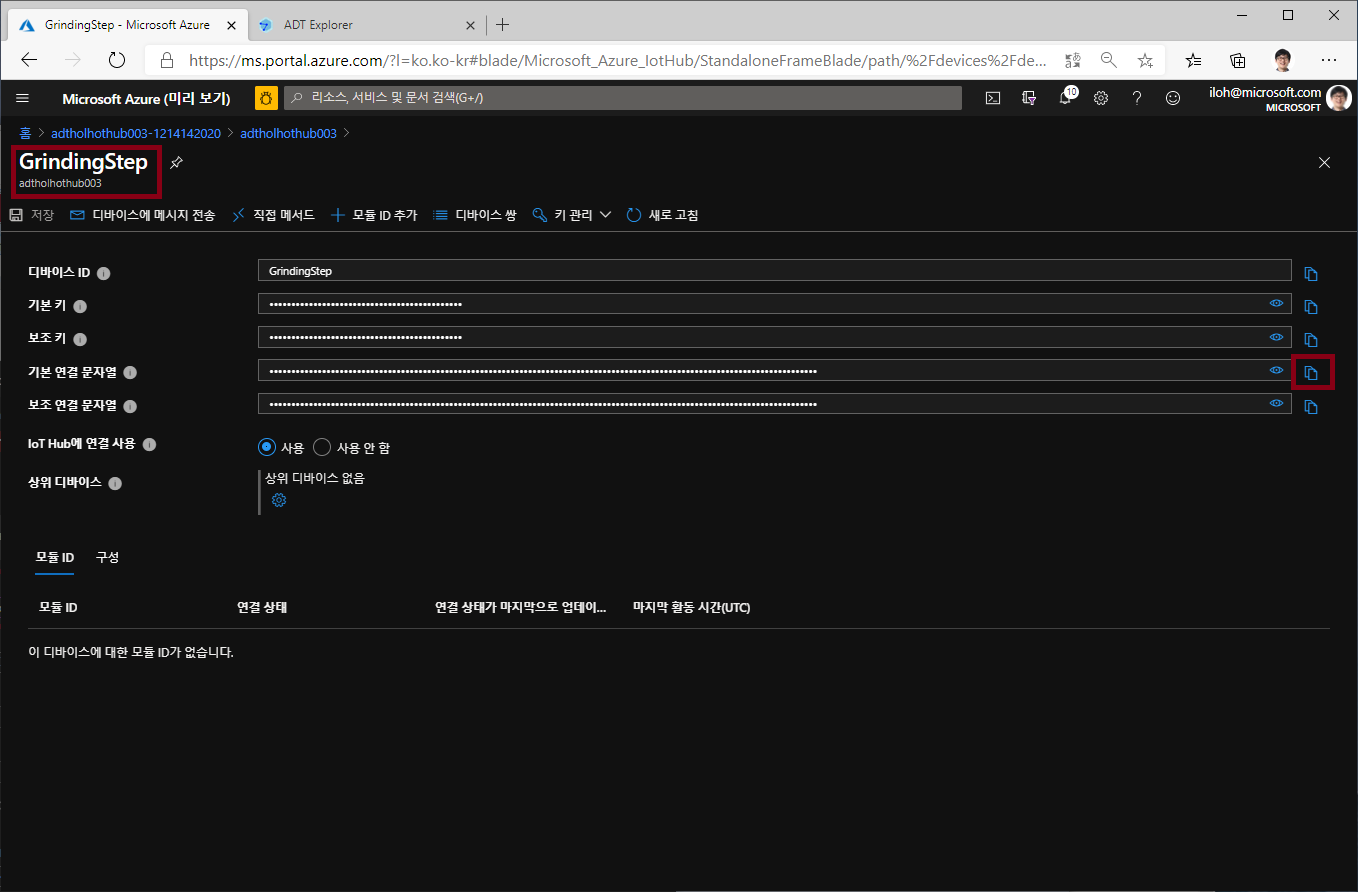 GrindingStep - Microsoft Azure
ADT Explorer
https://ms.portal.azure.com/?l=ko.ko-kr#blade/Microsoft_Azure_IotHub/StandaloneFrameBlade/path/%2Fdevices%2Fde...
Microsoft Azure (미리 보기)
리소스, 서비스 및 문서 검색(G+/)
10
iloh@microsoft.com
MICROSOFT
홈 > adtholhothub003-1214142020 > adtholhothub003 >
GrindingStep
adtholhothub003
저장 디바이스에 메시지 전송 직접 메서드 모듈 ID 추가 디바이스 쌍 키 관리 새로 고침
디바이스 ID
GrindingStep
기본 키
보조 키
기본 연결 문자열
보조 연결 문자열
IoT Hub에 연결 사용
사용 사용 안 함
상위 디바이스
상위 디바이스 없음
모듈 ID 구성
모듈 ID 연결 상태 연결 상태가 마지막으로 업데이... 마지막 활동 시간(UTC)
이 디바이스에 대한 모듈 ID가 없습니다.